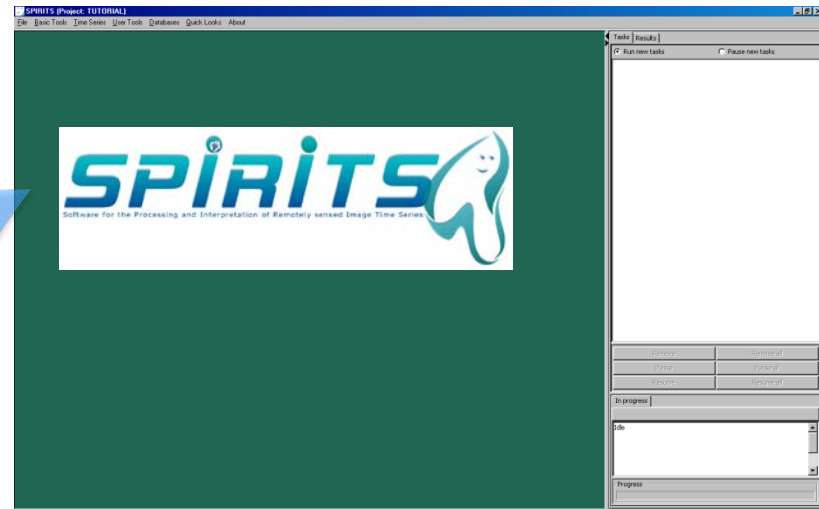 SPIRITS (Project: TUTORIAL)
File Basic Tools Time Series User Tools Databases Quick Looks About
Tasks Results
Run new tasks Pause new tasks
SPIRITS
Software for the Processing and Interpretation of Remotely sensed Image Time Series
Remove Remove all
Pause Pause all
Resume Resume all
In progress
Idle
Progress